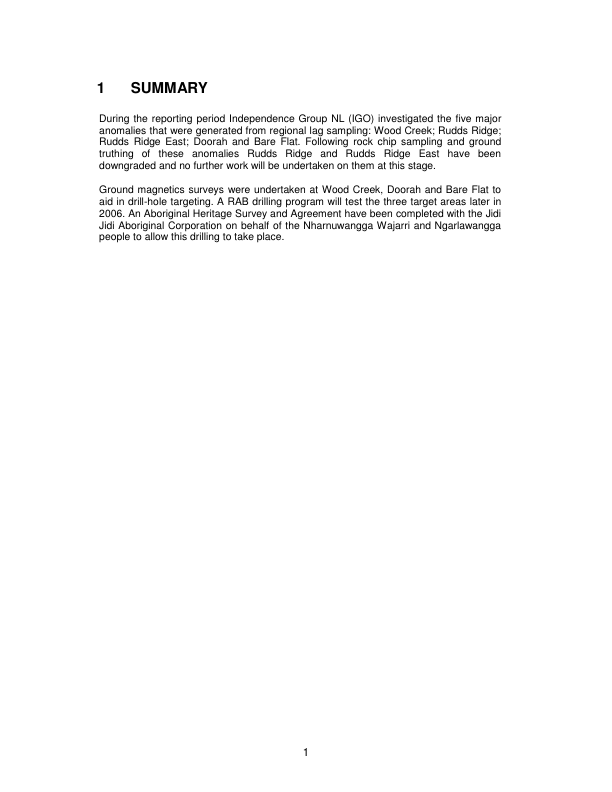 1 SUMMARY
During the reporting period Independence Group NL (IGO) investigated the five major
anomalies that were generated from regional lag sampling: Wood Creek; Rudds Ridge;
Rudds Ridge East; Doorah and Bare Flat. Following rock chip sampling and ground
truthing of these anomalies Rudds Ridge and Rudds Ridge East have been
downgraded and no further work will be undertaken on them at this stage.
Ground magnetics surveys were undertaken at Wood Creek, Doorah and Bare Flat to
aid in drill-hole targeting. A RAB drilling program will test the three target areas later in
2006. An Aboriginal Heritage Survey and Agreement have been completed with the Jidi
Jidi Aboriginal Corporation on behalf of the Nharnuwangga Wajarri and Ngarlawangga
people to allow this drilling to take place.
1